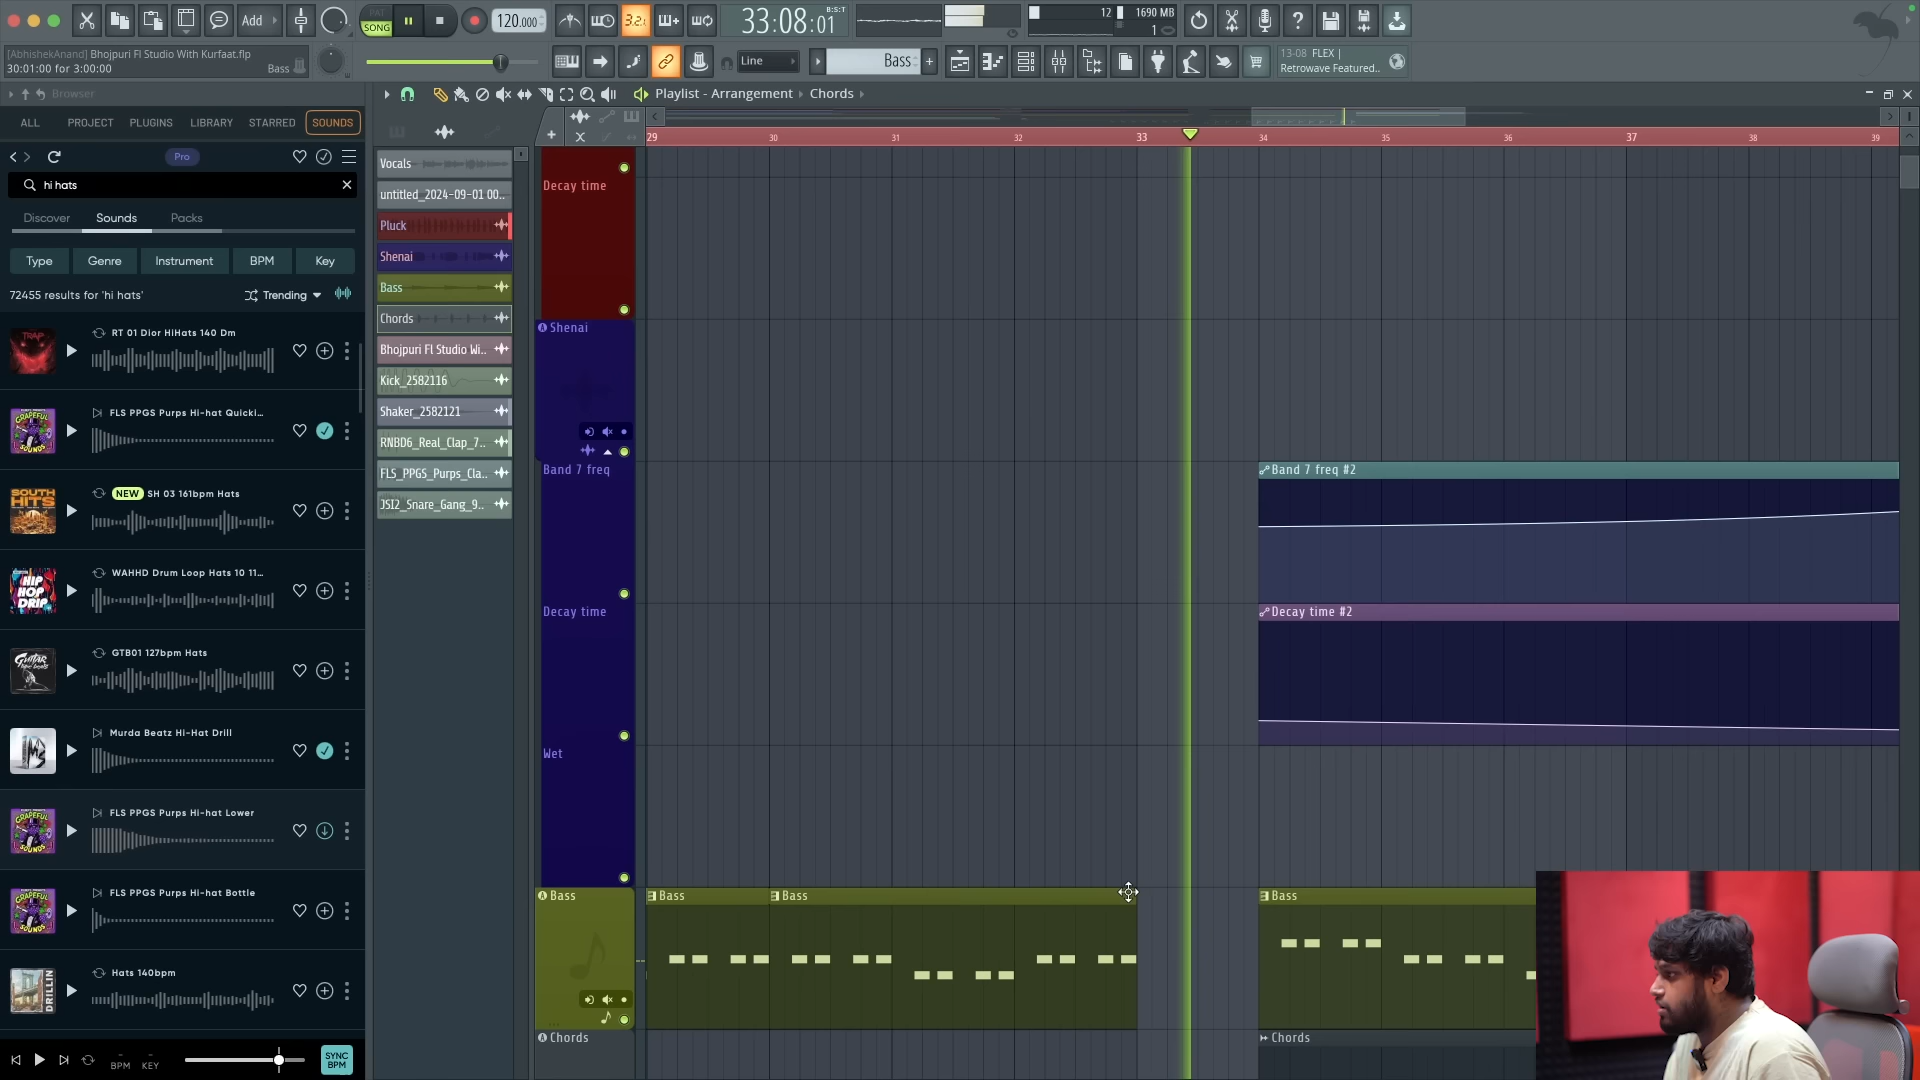 PAT
SONG
Add
120.000
3.2.
33:08:01
B:S:T
12
1690 MB
1
[AbhishekAnand] Bhojpuri Fl Studio With Kurfaat.flp
30:01:00 for 3:00:00
Bass
Line
Bass
13-08 FLEX |
Retrowave Featured..
Browser
Playlist - Arrangement
Chords
ALL
PROJECT
PLUGINS
LIBRARY
STARRED
SOUNDS
Pro
hi hats
Discover
Sounds
Packs
Type
Genre
Instrument
BPM
Key
72455 results for 'hi hats'
Trending
RT 01 Dior HiHats 140 Dm
FLS PPGS Purps Hi-hat Quicki...
NEW SH 03 161bpm Hats
WAHHD Drum Loop Hats 10 11...
GTB01 127bpm Hats
Murda Beatz Hi-Hat Drill
FLS PPGS Purps Hi-hat Lower
FLS PPGS Purps Hi-hat Bottle
Hats 140bpm
-
BPM
-
KEY
SYNC
BPM
Vocals
untitled_2024-09-01 00..
Pluck
Shenai
Bass
Chords
Bhojpuri Fl Studio Wi..
Kick_2582116
Shaker_2582121
RNBD6_Real_Clap_7..
FLS_PPGS_Purps_Cla..
JSI2_Snare_Gang_9..
29
30
31
32
33
34
35
36
37
38
39
Decay time
Shenai
Band 7 freq
Band 7 freq #2
Decay time
Decay time #2
Wet
Bass
Bass
Bass
Bass
Chords
Chords